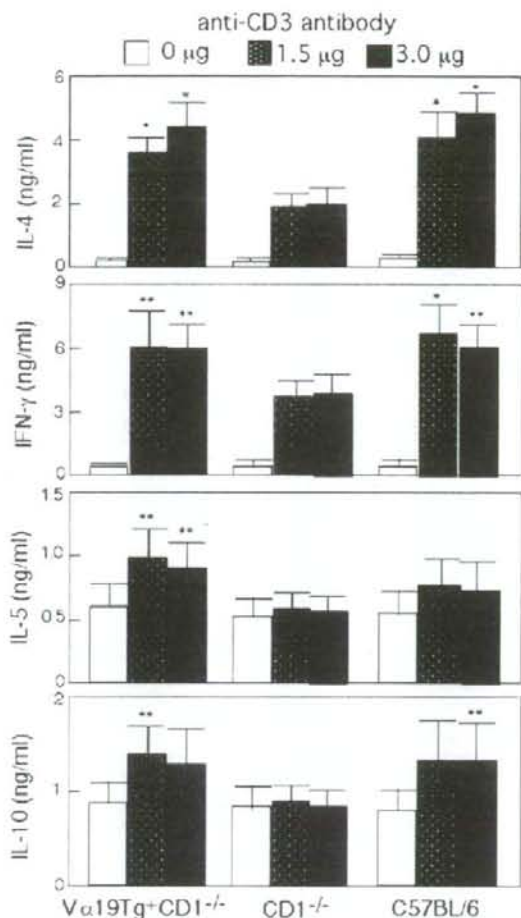 anti-CD3 antibody
0 μg 1.5 μg 3.0 μg
IL-4 (ng/ml)
6
4
2
0
* * * *
IFN-γ (ng/ml)
9
6
3
0
** ** * **
IL-5 (ng/ml)
1.5
1.0
0.5
0
** **
IL-10 (ng/ml)
2
1
0
** **
Vα19Tg+CD1-/- CD1-/- C57BL/6